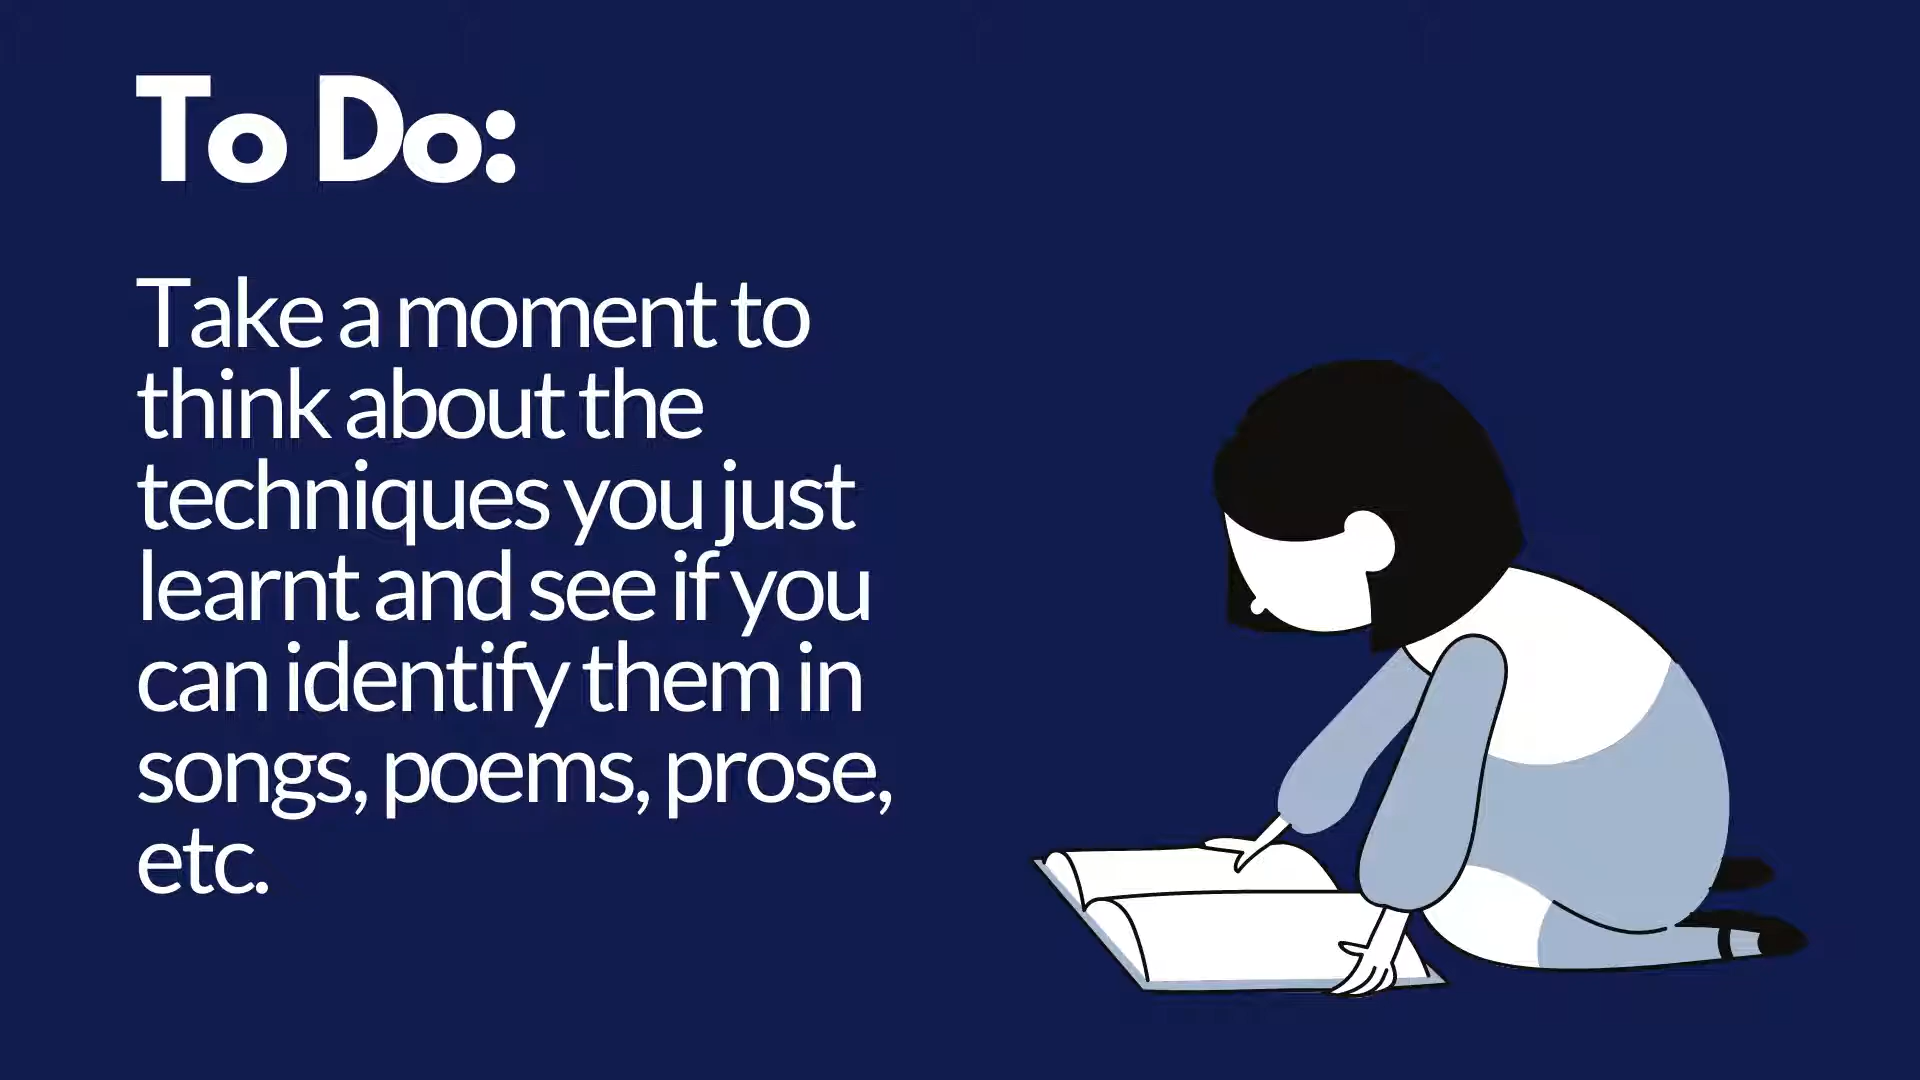 To Do:
Take a moment to
think about the
techniques you just
learnt and see if you
can identify them in
songs, poems, prose,
etc.